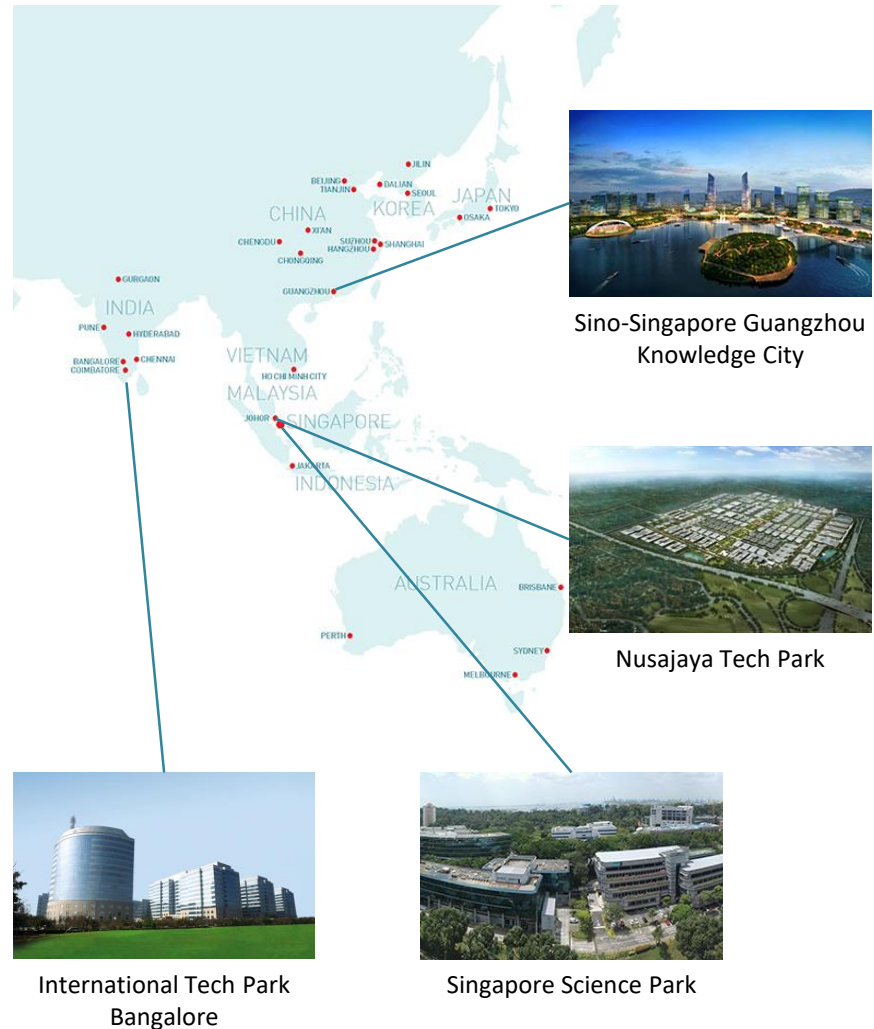 JILIN
BEIJING
TIANJIN
DALIAN
SEOUL
KOREA
JAPAN
TOKYO
OSAKA
CHINA
XI'AN
CHENGDU
SUZHOU
SHANGHAI
HANGZHOU
CHONGQING
GUANGZHOU
GURGAON
INDIA
PUNE
HYDERABAD
BANGALORE
CHENNAI
COIMBATORE
VIETNAM
HO CHI MINH CITY
MALAYSIA
JOHOR
SINGAPORE
JAKARTA
INDONESIA
AUSTRALIA
BRISBANE
PERTH
SYDNEY
MELBOURNE
Sino-Singapore Guangzhou
Knowledge City
Nusajaya Tech Park
International Tech Park
Bangalore
Singapore Science Park